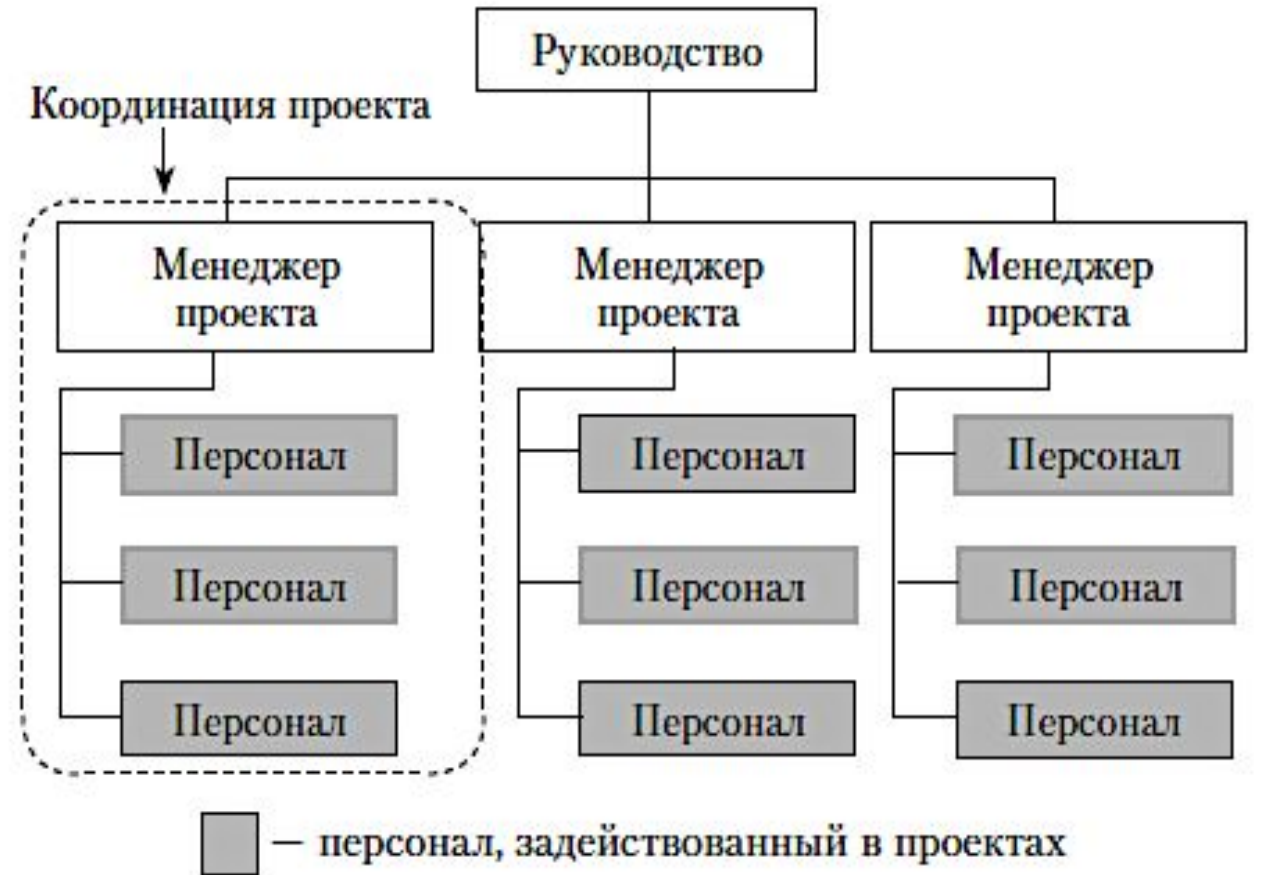 Руководство
Координация проекта
Менеджер
проекта
Менеджер
проекта
Менеджер
проекта
Персонал
Персонал
Персонал
Персонал
Персонал
Персонал
Персонал
Персонал
Персонал
— персонал, задействованный в проектах